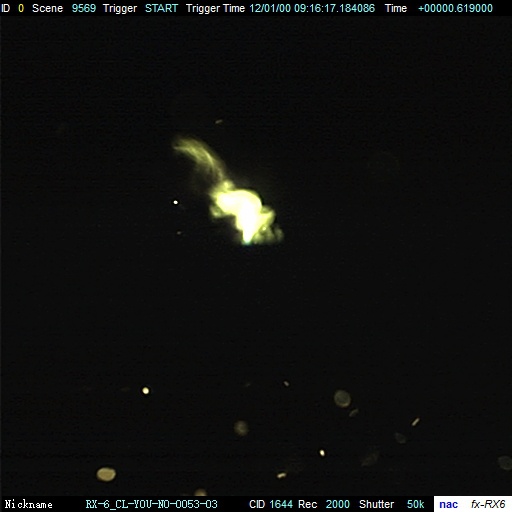 ID 0 Scene 9569 Trigger START Trigger Time 12/01/00 09:16:17.184086 Time +00000.619000
Nickname RX-6_CL-YOU-NO-0053-03 CID 1644 Rec 2000 Shutter 50k nac fx-RX6